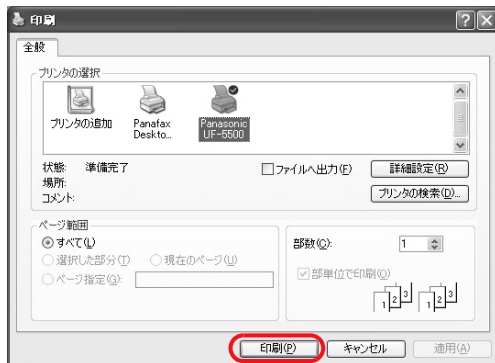 印刷
全般
プリンタの選択
プリンタの追加
Panafax
Deskto...
Panasonic
UF-5500
状態: 準備完了
場所:
コメント:
ファイルへ出力(F)
詳細設定(R)
プリンタの検索(D)...
ページ範囲
すべて(L)
選択した部分(T) 現在のページ(U)
ページ指定(G):
部数(C): 1
部単位で印刷(O)
1 2 3 1 2 3
印刷(P) キャンセル 適用(A)